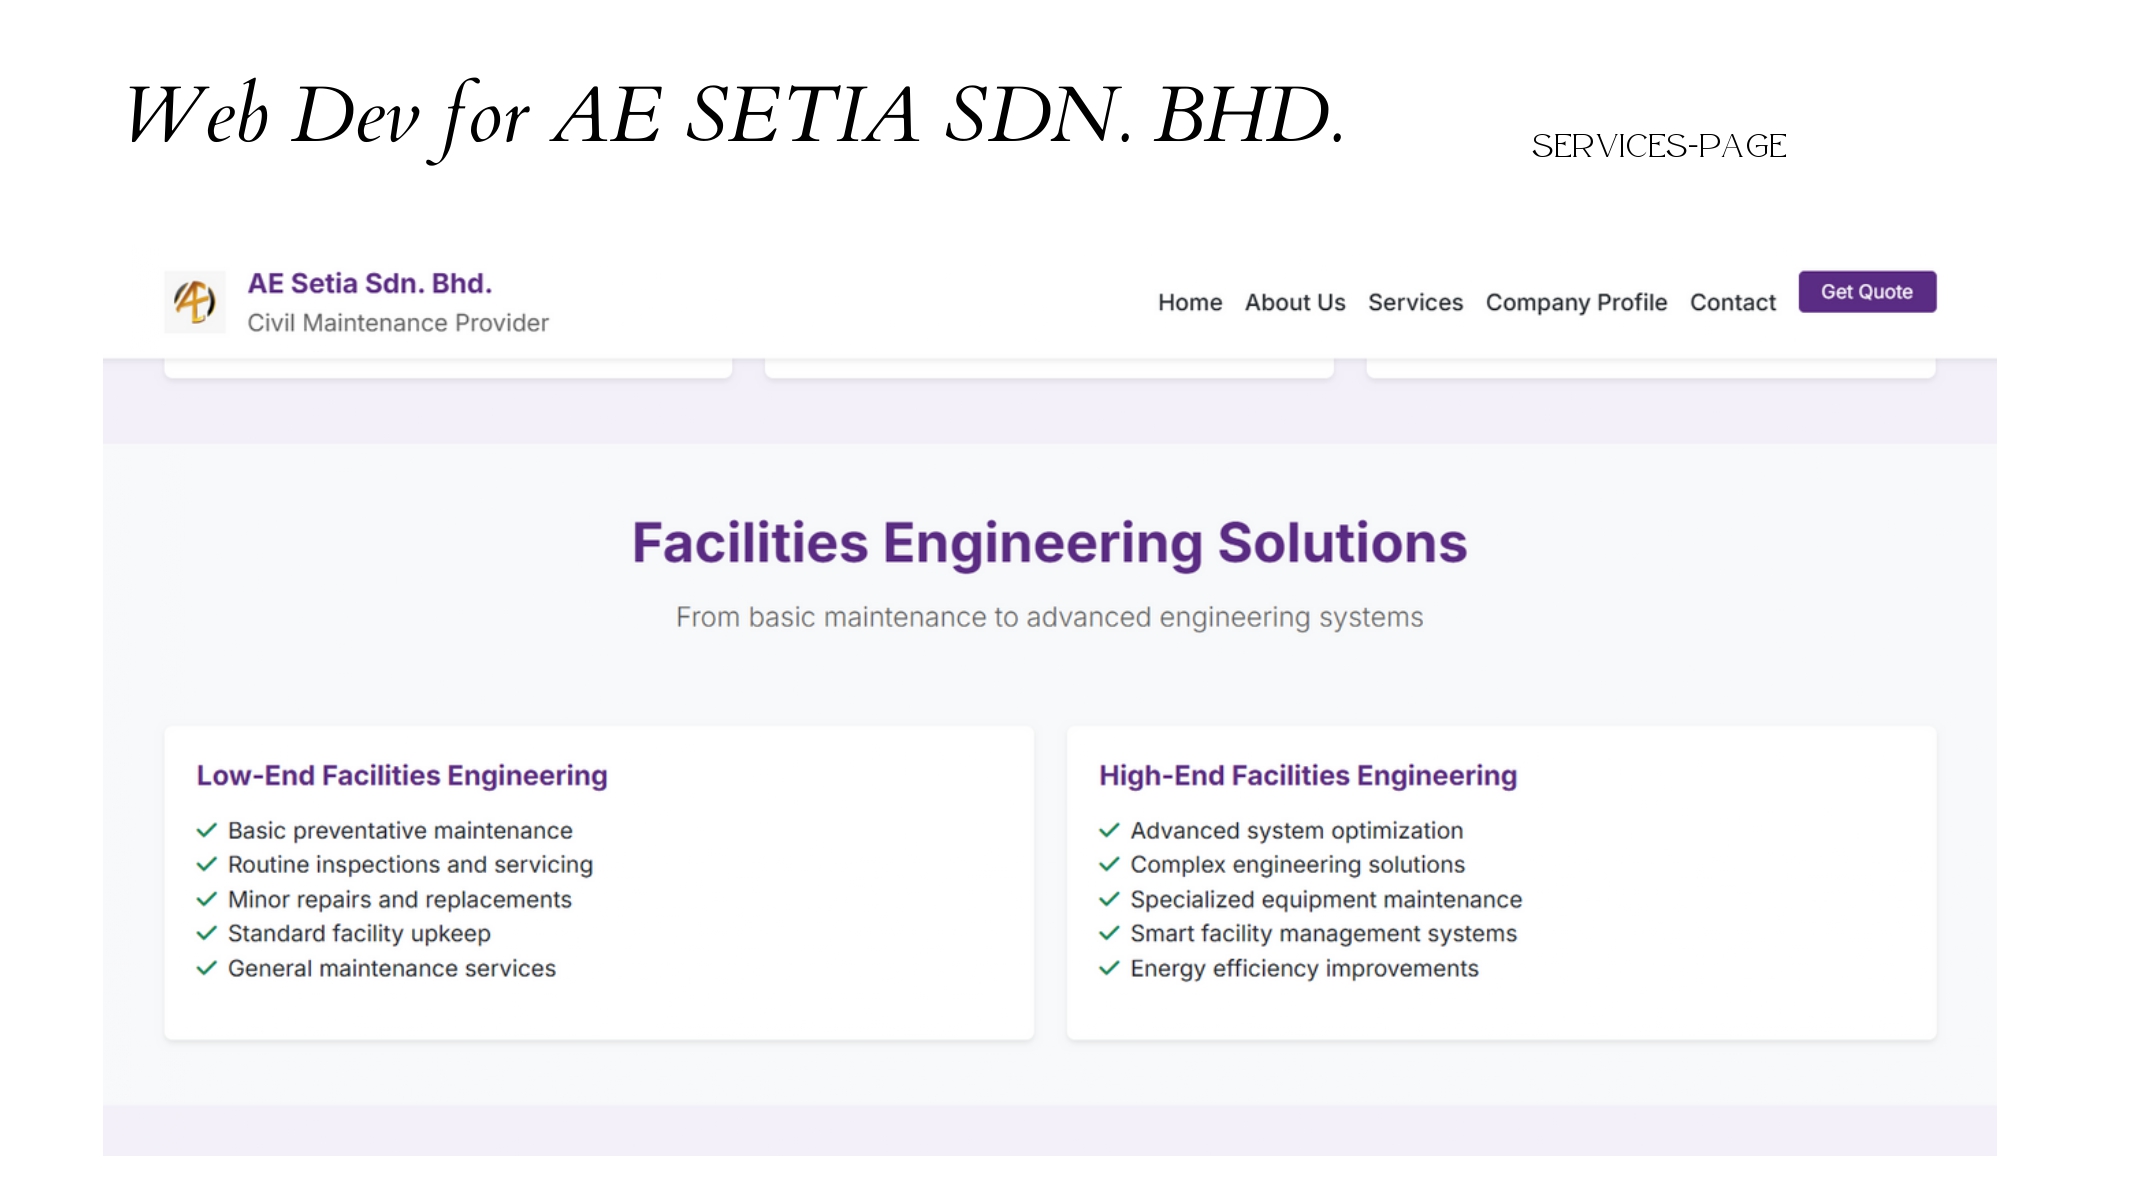 Web Dev for AE SETIA SDN. BHD.
SERVICES-PAGE
AE Setia Sdn. Bhd.
Civil Maintenance Provider
Home About Us Services Company Profile Contact Get Quote
Facilities Engineering Solutions
From basic maintenance to advanced engineering systems
Low-End Facilities Engineering
Basic preventative maintenance
Routine inspections and servicing
Minor repairs and replacements
Standard facility upkeep
General maintenance services
High-End Facilities Engineering
Advanced system optimization
Complex engineering solutions
Specialized equipment maintenance
Smart facility management systems
Energy efficiency improvements